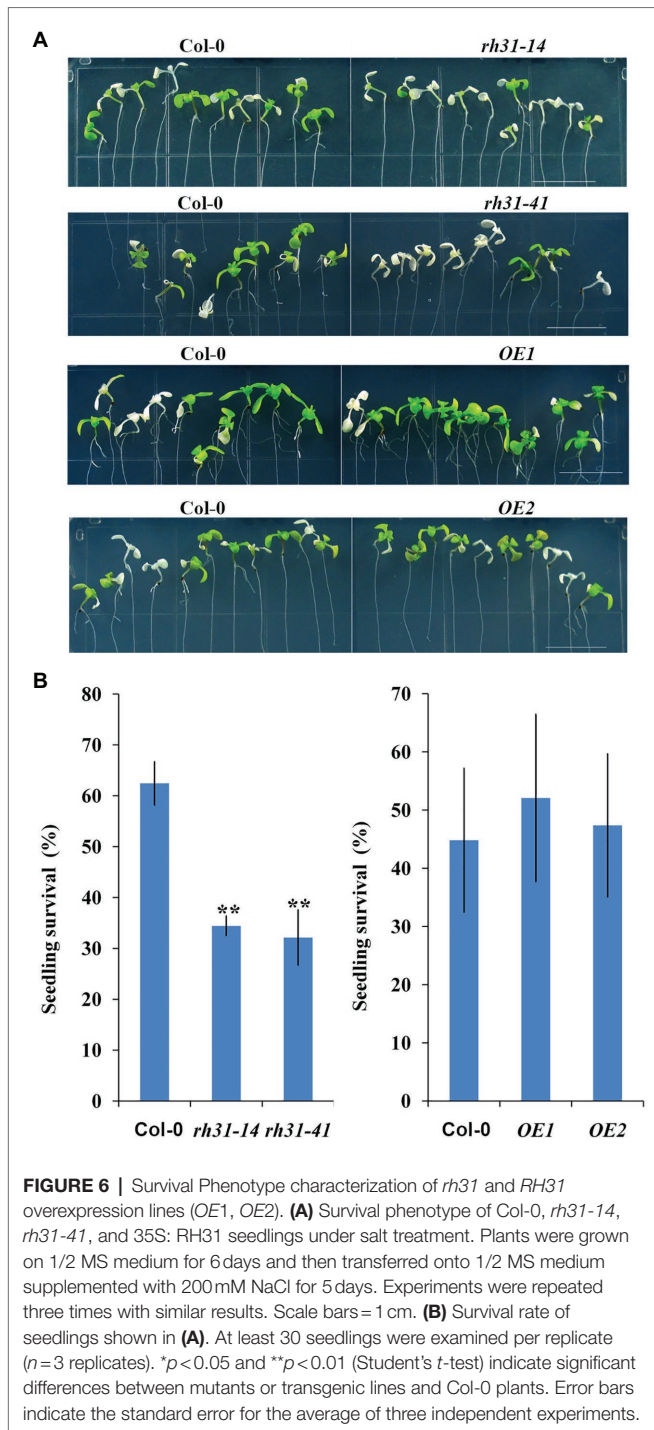 A
Col-0
rh31-14
Col-0
rh31-41
Col-0
OE1
Col-0
OE2
B
80
70
60
50
40
30
20
10
0
Seedling survival (%)
**
**
Col-0 rh31-14 rh31-41
70
60
50
40
30
20
10
0
Seedling survival (%)
Col-0 OE1 OE2
FIGURE 6 | Survival Phenotype characterization of rh31 and RH31
overexpression lines (OE1, OE2). (A) Survival phenotype of Col-0, rh31-14,
rh31-41, and 35S: RH31 seedlings under salt treatment. Plants were grown
on 1/2 MS medium for 6 days and then transferred onto 1/2 MS medium
supplemented with 200 mM NaCl for 5 days. Experiments were repeated
three times with similar results. Scale bars = 1 cm. (B) Survival rate of
seedlings shown in (A). At least 30 seedlings were examined per replicate
(n = 3 replicates). *p < 0.05 and **p < 0.01 (Student's t-test) indicate significant
differences between mutants or transgenic lines and Col-0 plants. Error bars
indicate the standard error for the average of three independent experiments.